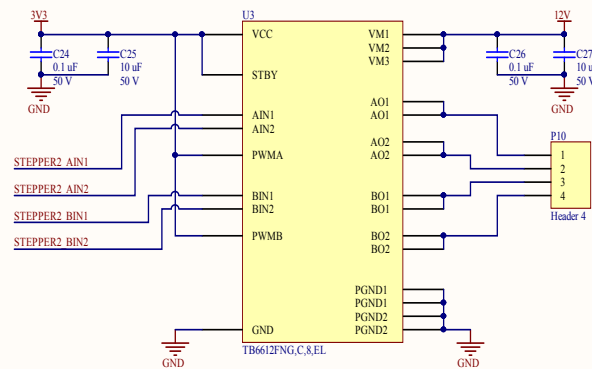 3V3
U3
12V
C24
0.1 uF
50 V
C25
10 uF
50 V
GND
VCC
STBY
AIN1
AIN2
PWMA
BIN1
BIN2
PWMB
GND
VM1
VM2
VM3
AO1
AO1
AO2
AO2
BO1
BO1
BO2
BO2
PGND1
PGND1
PGND2
PGND2
C26
0.1 uF
50 V
C27
10 u
50 V
GND
STEPPER2_AIN1
STEPPER2_AIN2
STEPPER2_BIN1
STEPPER2_BIN2
P10
1
2
3
4
Header 4
GND
TB6612FNG,C,8,EL
GND